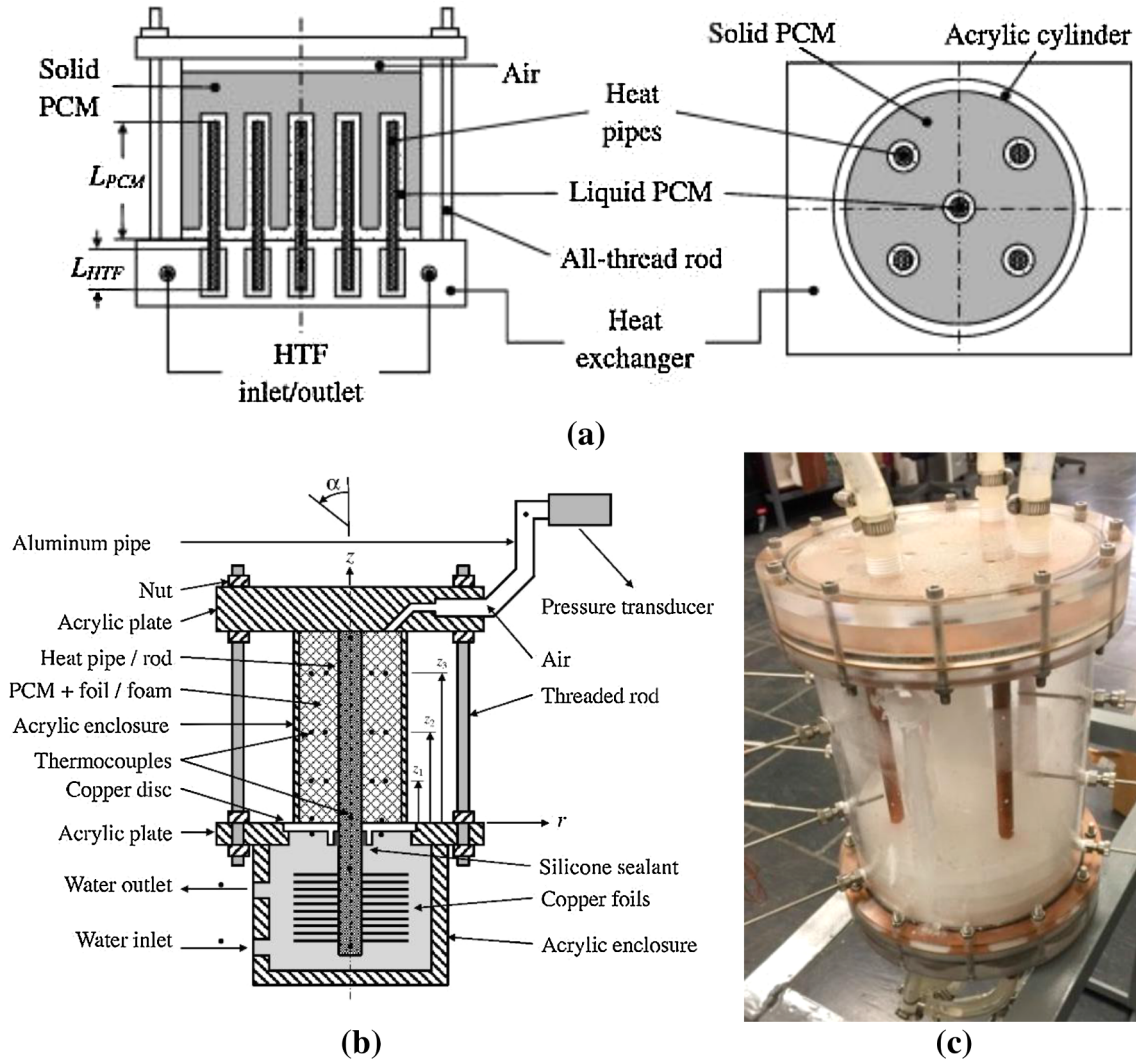 Solid
PCM
Air
L_PCM
L_HTF
Heat
pipes
Liquid PCM
All-thread rod
Heat
exchanger
HTF
inlet/outlet
Solid PCM
Acrylic cylinder
(a)
α
z
Aluminum pipe
Nut
Acrylic plate
Heat pipe / rod
PCM + foil / foam
Acrylic enclosure
Thermocouples
Copper disc
Acrylic plate
Water outlet
Water inlet
Pressure transducer
Air
Threaded rod
z3
z2
z1
r
Silicone sealant
Copper foils
Acrylic enclosure
(b)
(c)